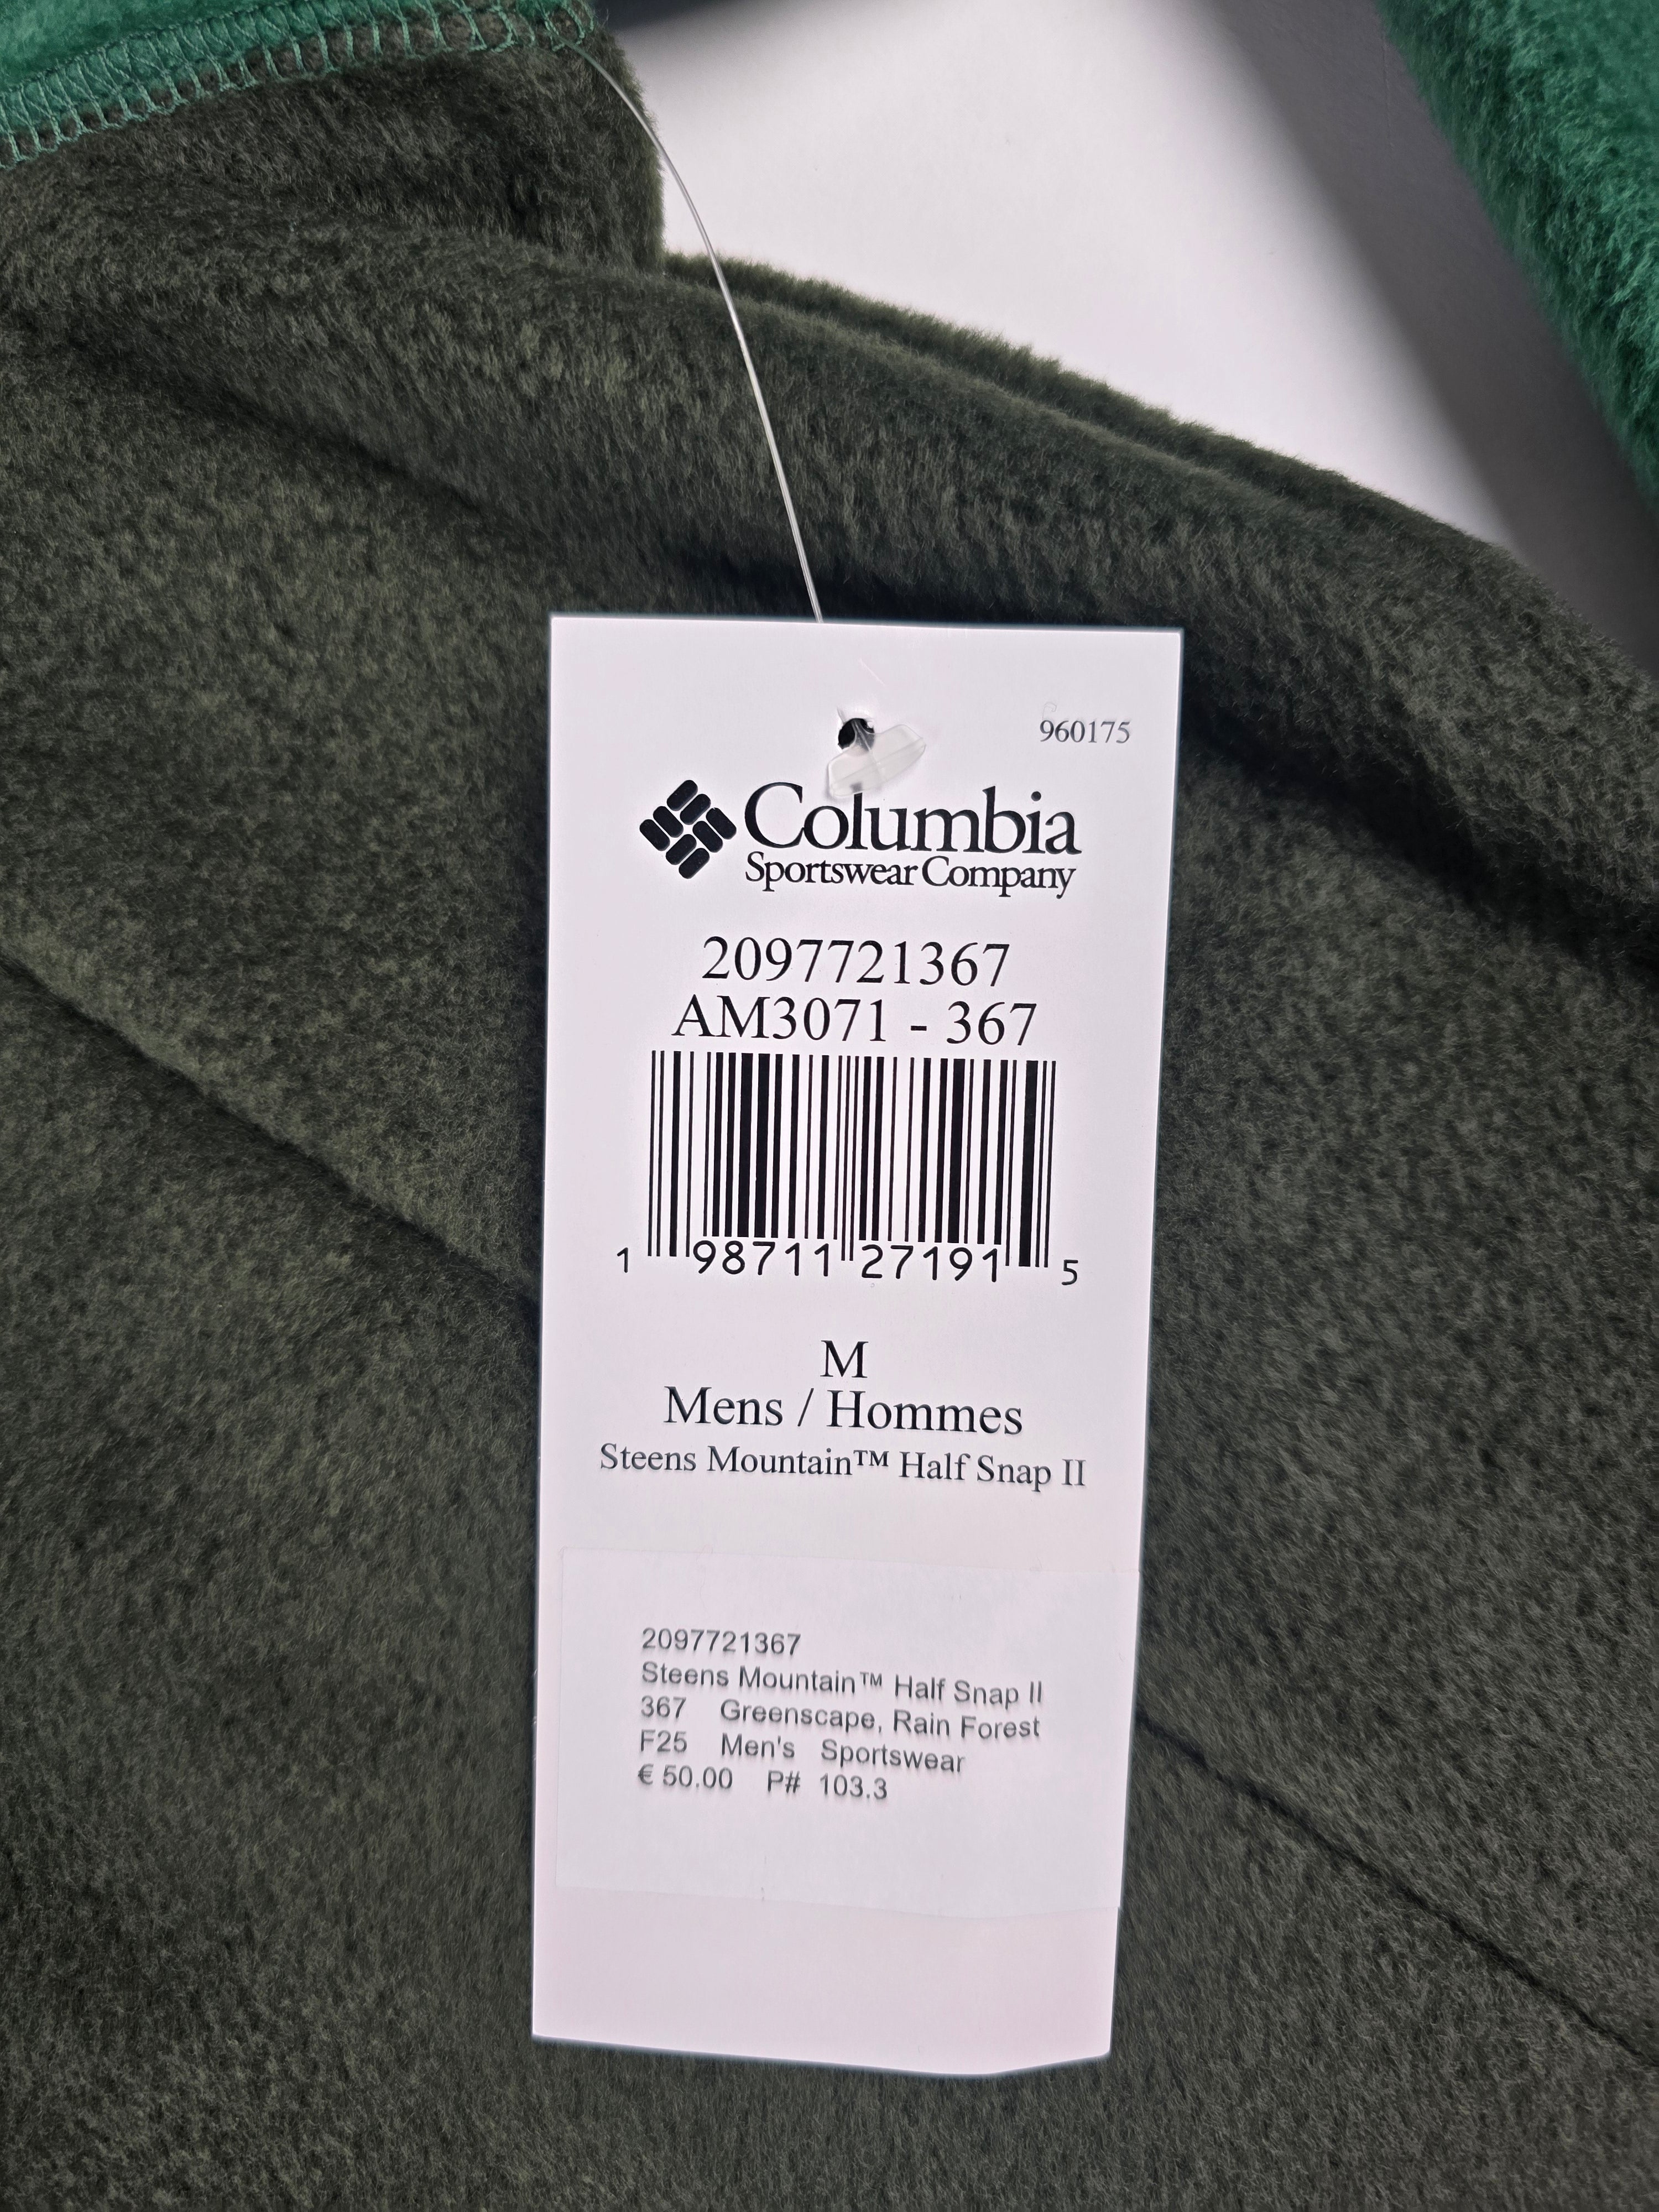 960175
Columbia
Sportswear Company
2097721367
AM3071 - 367
1 98711 27191 5
M
Mens / Hommes
Steens Mountain™ Half Snap II
2097721367
Steens Mountain™ Half Snap II
367 Greenscape, Rain Forest
F25 Men's Sportswear
€ 50.00 P# 103.3